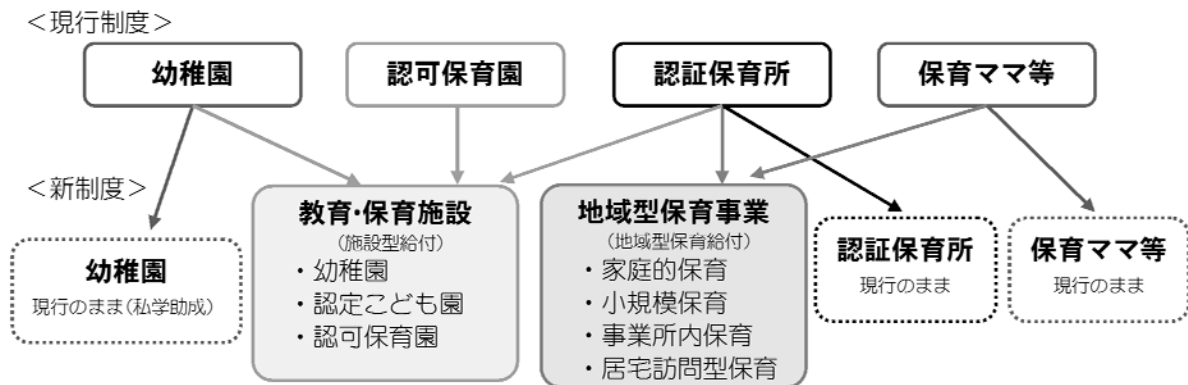 ＜現行制度＞
幼稚園
認可保育園
認証保育所
保育ママ等
＜新制度＞
幼稚園
現行のまま(私学助成)
教育・保育施設
(施設型給付)
・幼稚園
・認定こども園
・認可保育園
地域型保育事業
(地域型保育給付)
・家庭的保育
・小規模保育
・事業所内保育
・居宅訪問型保育
認証保育所
現行のまま
保育ママ等
現行のまま